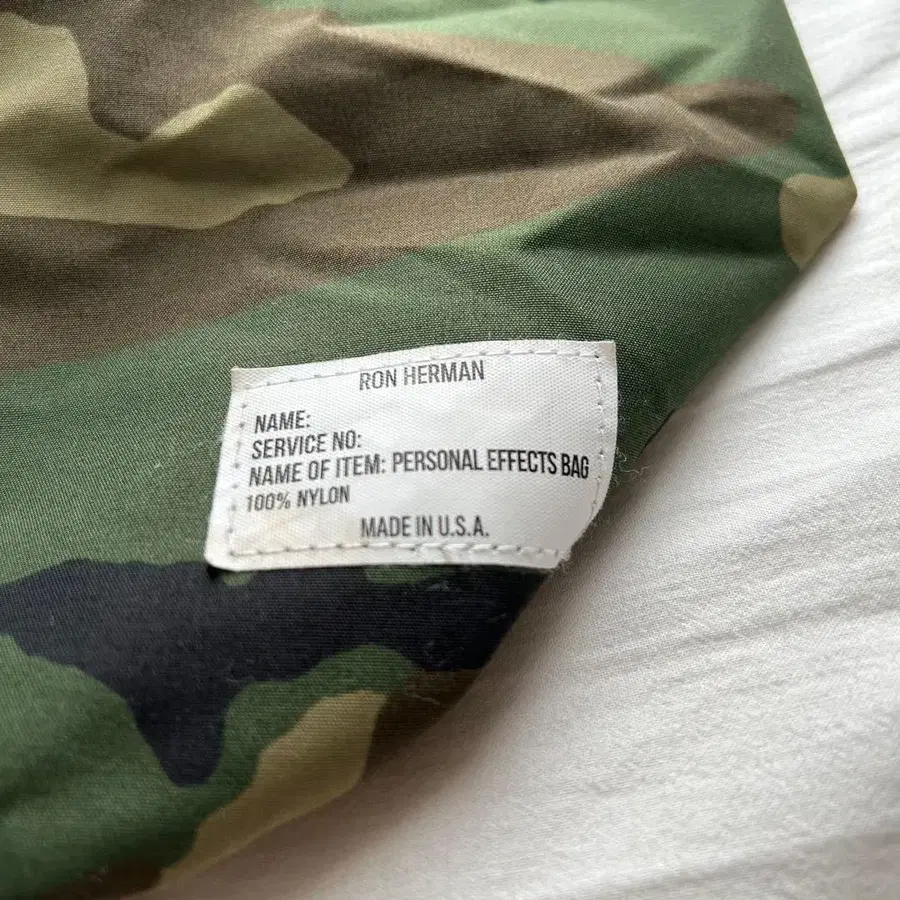 RON HERMAN
NAME:
SERVICE NO:
NAME OF ITEM: PERSONAL EFFECTS BAG
100% NYLON
MADE IN U.S.A.